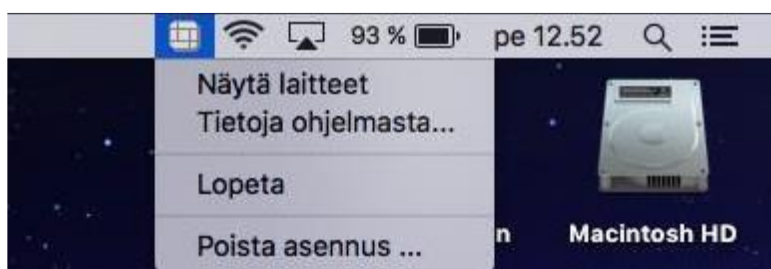 93 % pe 12.52
Näytä laitteet
Tietoja ohjelmasta...
Lopeta
Poista asennus ...
n Macintosh HD